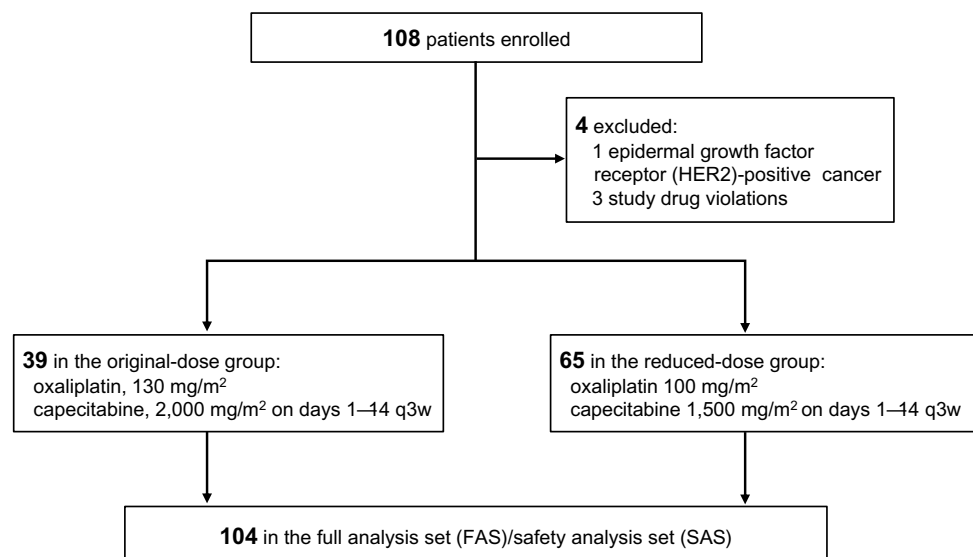 108 patients enrolled
4 excluded:
1 epidermal growth factor
receptor (HER2)-positive cancer
3 study drug violations
39 in the original-dose group:
oxaliplatin, 130 mg/m²
capecitabine, 2,000 mg/m² on days 1–14 q3w
65 in the reduced-dose group:
oxaliplatin 100 mg/m²
capecitabine 1,500 mg/m² on days 1–14 q3w
104 in the full analysis set (FAS)/safety analysis set (SAS)